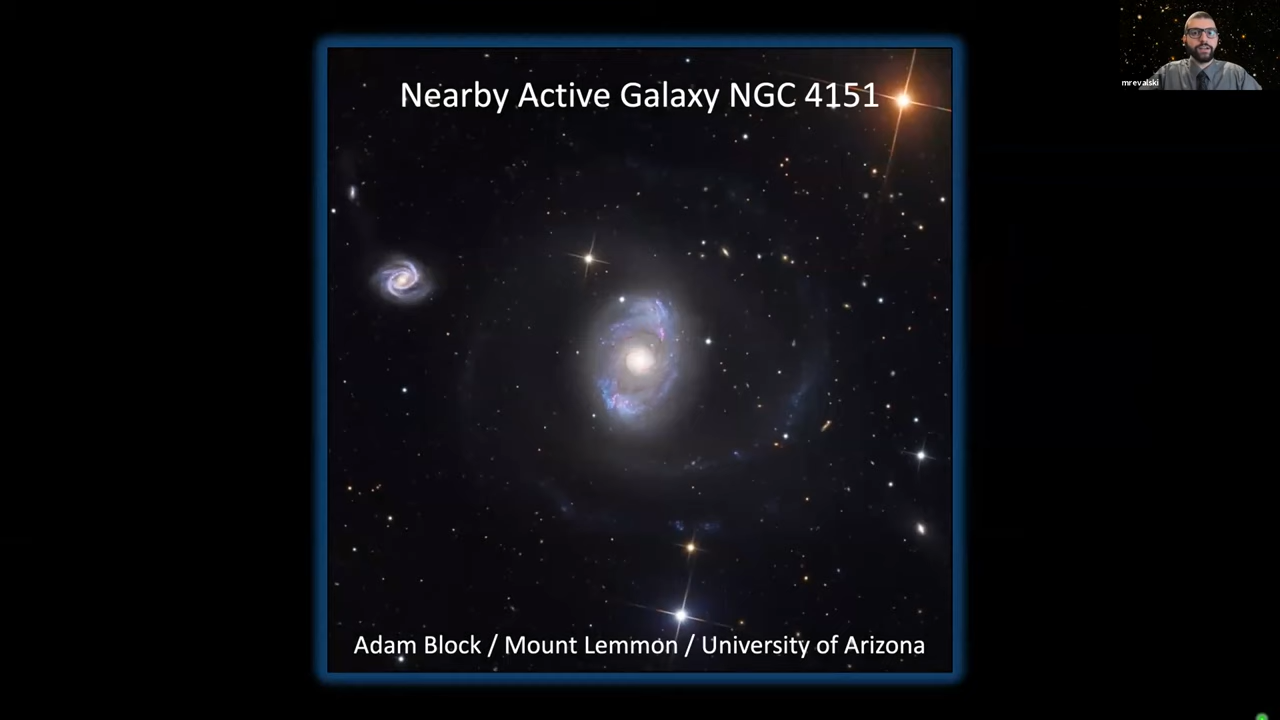 Nearby Active Galaxy NGC 4151
mrevalski
Adam Block / Mount Lemmon / University of Arizona